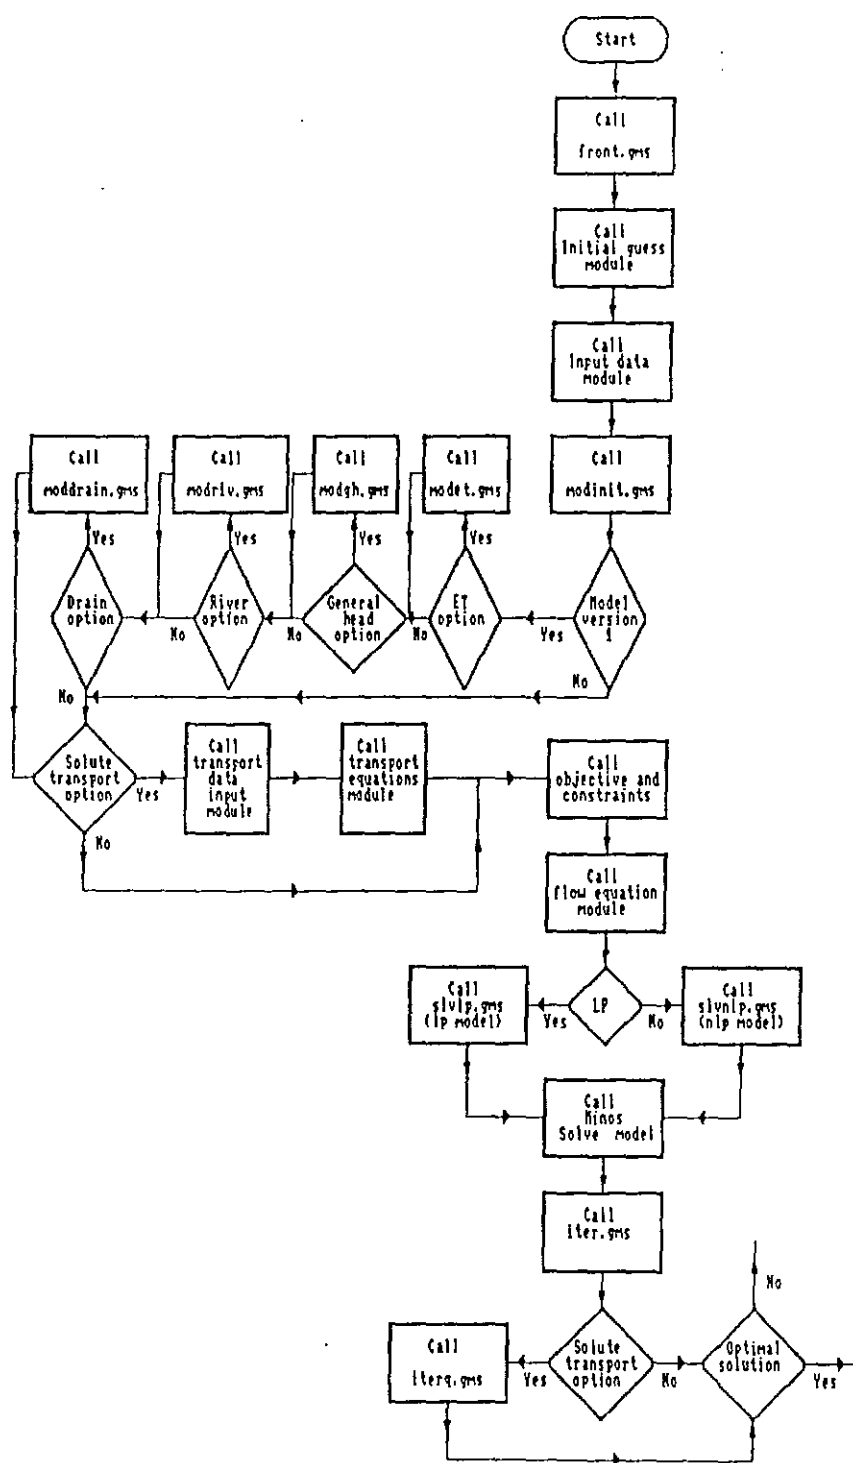 Start
Call
front.gms
Call
Initial guess
module
Call
Input data
module
Call
moddrain.gms
Call
modriv.gms
Call
modgh.gms
Call
modet.gms
Call
modinit.gms
Yes
Yes
Yes
Yes
Drain
option
River
option
General
head
option
ET
option
Model
version
1
No
No
No
Yes
No
No
Solute
transport
option
Yes
Call
transport
data
input
module
Call
transport
equations
module
Call
objective and
constraints
No
Call
flow equation
module
Call
slvlp.gms
(lp model)
Yes
LP
No
Call
slvnlp.gms
(nlp model)
Call
Minos
Solve model
Call
iter.gms
No
Call
iterq.gms
Yes
Solute
transport
option
No
Optimal
solution
Yes